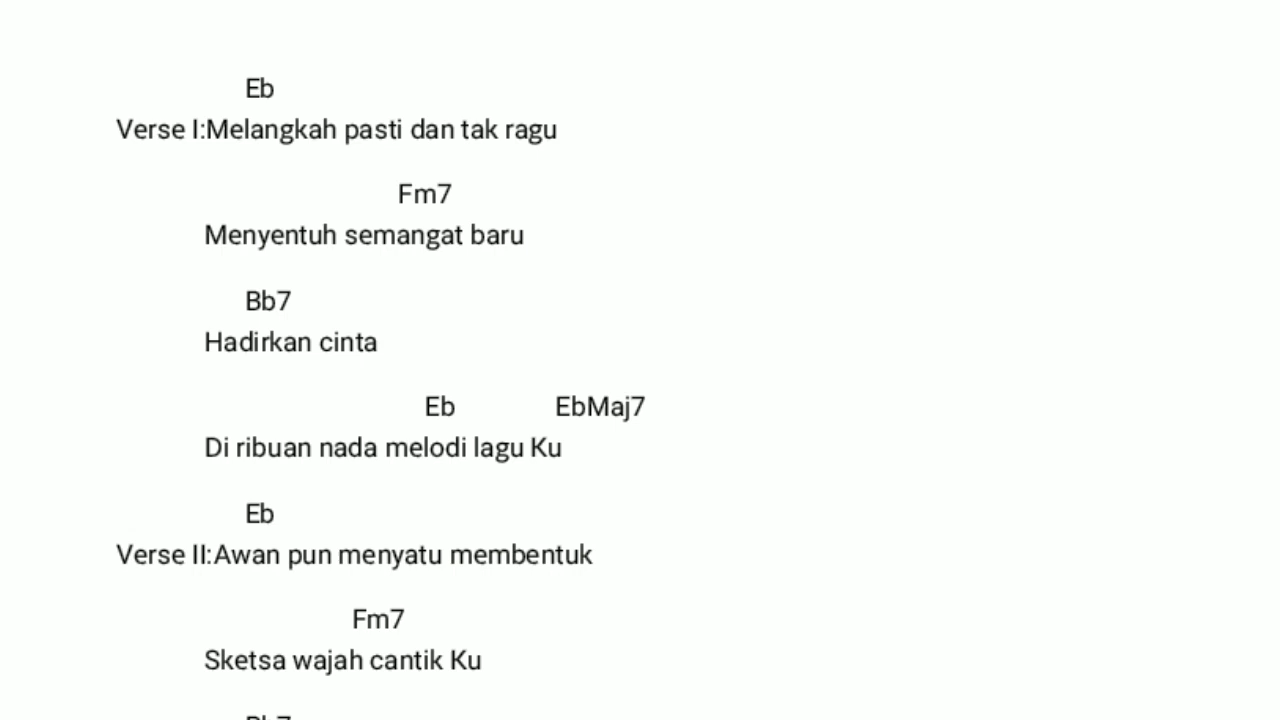 Eb
Verse I:Melangkah pasti dan tak ragu
Fm7
Menyentuh semangat baru
Bb7
Hadirkan cinta
Eb EbMaj7
Di ribuan nada melodi lagu Ku
Eb
Verse II:Awan pun menyatu membentuk
Fm7
Sketsa wajah cantik Ku